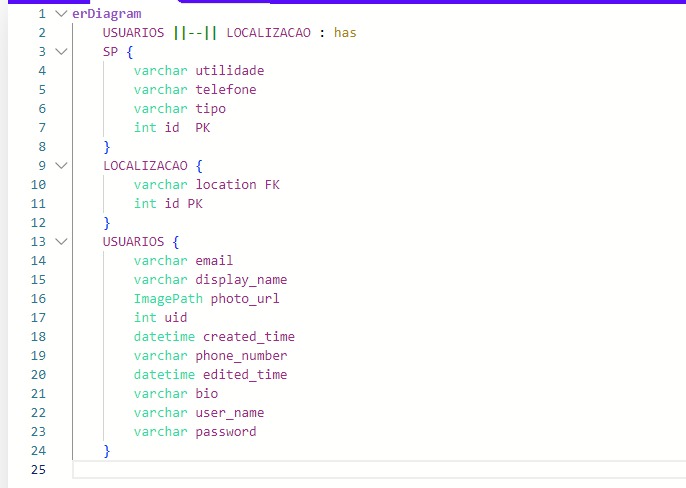 1 erDiagram
2 USUARIOS ||--|| LOCALIZACAO : has
3 SP {
4 varchar utilidade
5 varchar telefone
6 varchar tipo
7 int id  PK
8 }
9 LOCALIZACAO {
10 varchar location FK
11 int id PK
12 }
13 USUARIOS {
14 varchar email
15 varchar display_name
16 ImagePath photo_url
17 int uid
18 datetime created_time
19 varchar phone_number
20 datetime edited_time
21 varchar bio
22 varchar user_name
23 varchar password
24 }
25